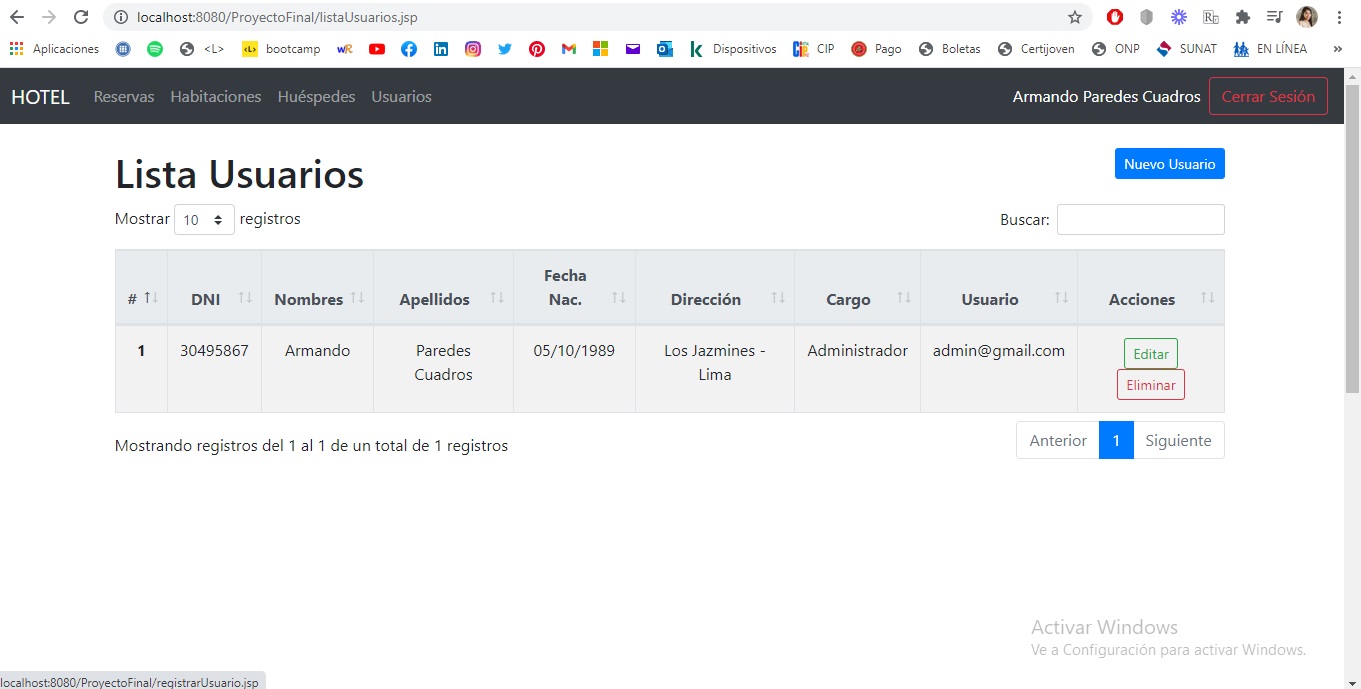 localhost:8080/ProyectoFinal/listaUsuarios.jsp
Aplicaciones <L> <L> bootcamp wR Dispositivos CIP Pago Boletas Certijoven ONP SUNAT EN LÍNEA »
HOTEL Reservas Habitaciones Huéspedes Usuarios Armando Paredes Cuadros Cerrar Sesión
Lista Usuarios Nuevo Usuario
Mostrar 10 registros Buscar:
Fecha
# DNI Nombres Apellidos Nac. Dirección Cargo Usuario Acciones
1 30495867 Armando Paredes 05/10/1989 Los Jazmines - Administrador admin@gmail.com Editar
Cuadros Lima Eliminar
Mostrando registros del 1 al 1 de un total de 1 registros Anterior 1 Siguiente
Activar Windows
Ve a Configuración para activar Windows.
localhost:8080/ProyectoFinal/registrarUsuario.jsp